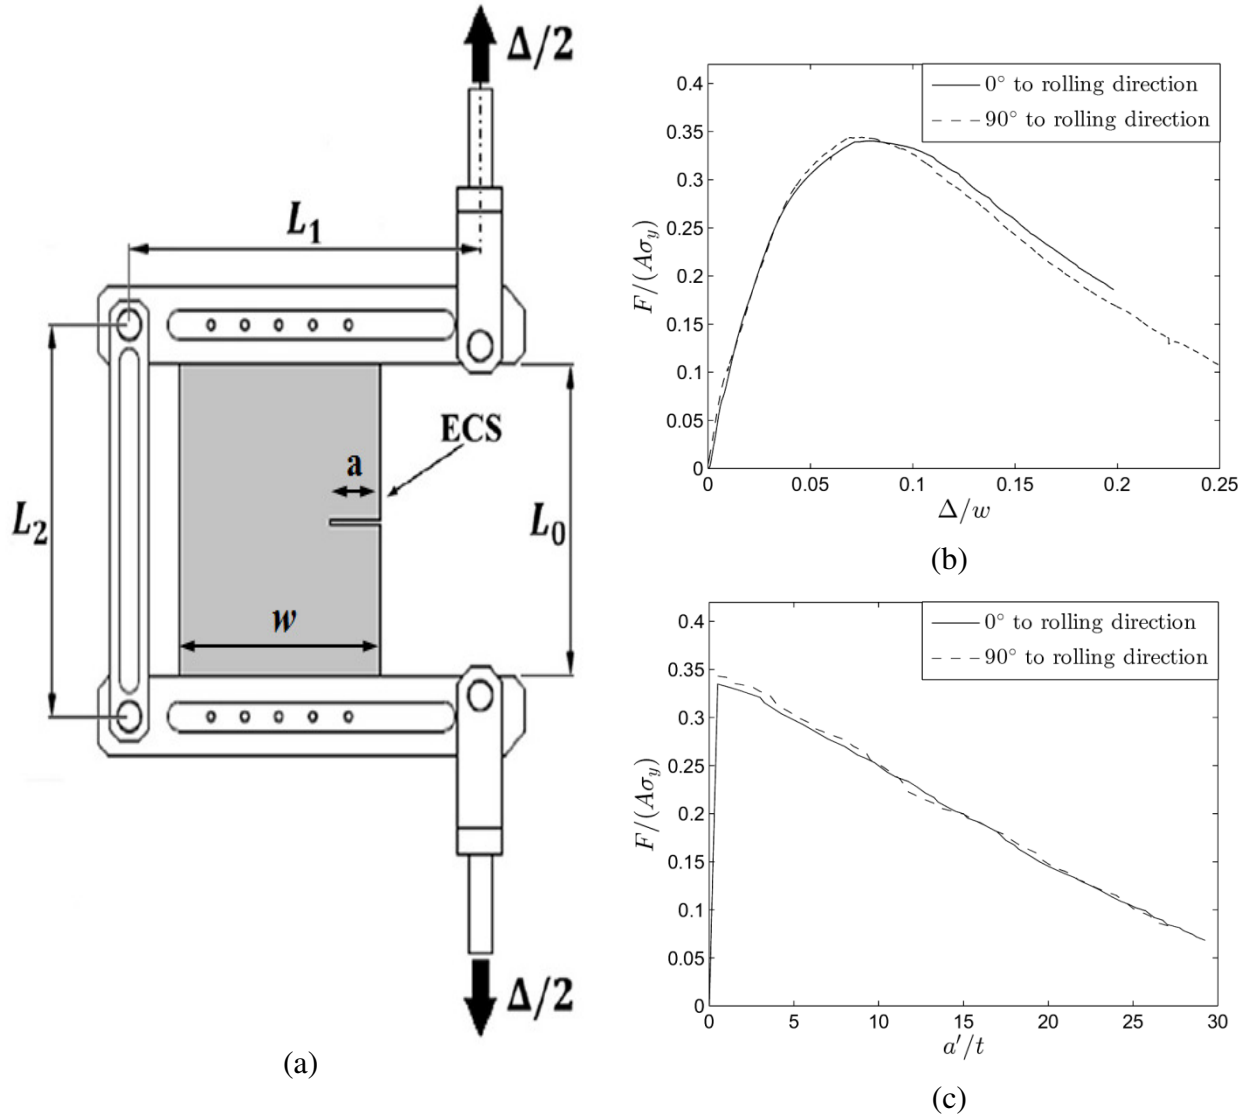 Δ/2
L₁
ECS
a
L₂
L₀
w
Δ/2
(a)
0° to rolling direction
90° to rolling direction
F/(Aσ_y)
0.4
0.35
0.3
0.25
0.2
0.15
0.1
0.05
0
0 0.05 0.1 0.15 0.2 0.25
Δ/w
(b)
0° to rolling direction
90° to rolling direction
F/(Aσ_y)
0.4
0.35
0.3
0.25
0.2
0.15
0.1
0.05
0
0 5 10 15 20 25 30
a′/t
(c)